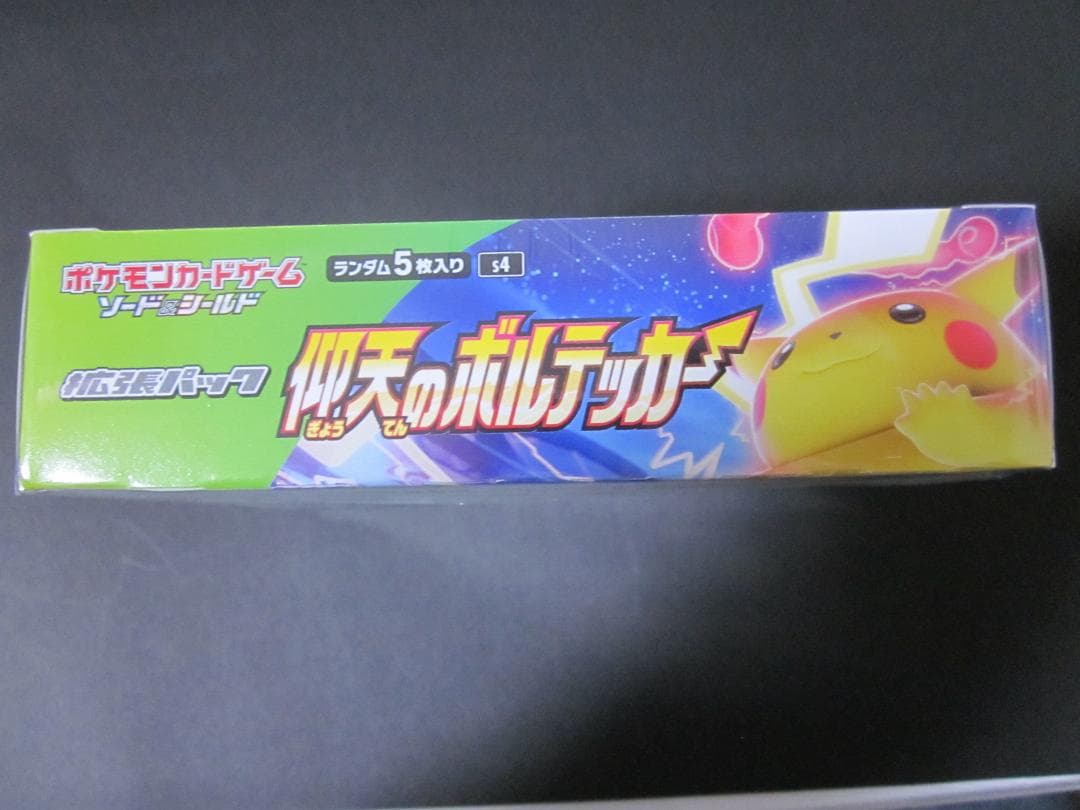 ポケモンカードゲーム
ソード&シールド
ランダム5枚入り
S4
拡張パック
仰天のボルテッカー
ぎょう てん